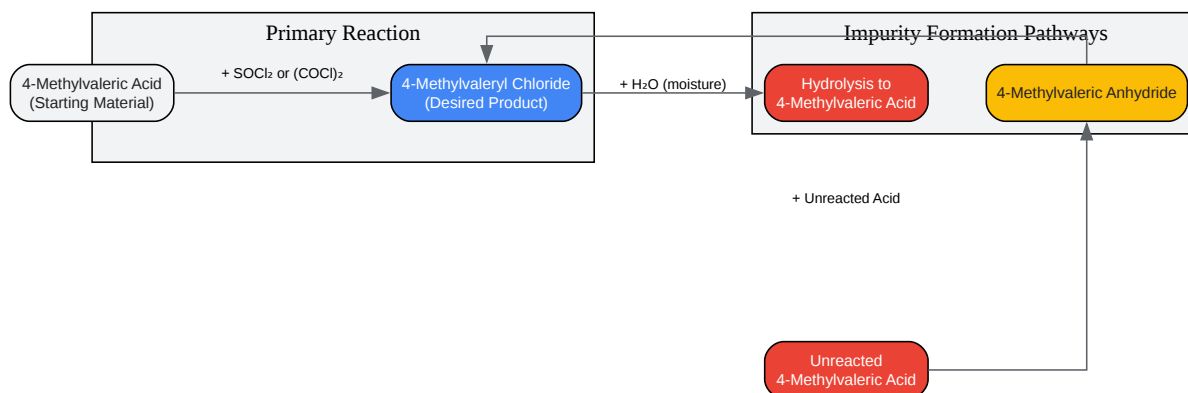 Primary Reaction
Impurity Formation Pathways
4-Methylvaleric Acid
(Starting Material)
+ SOCl₂ or (COCl)₂
4-Methylvaleryl Chloride
(Desired Product)
+ H₂O (moisture)
Hydrolysis to
4-Methylvaleric Acid
4-Methylvaleric Anhydride
+ Unreacted Acid
Unreacted
4-Methylvaleric Acid